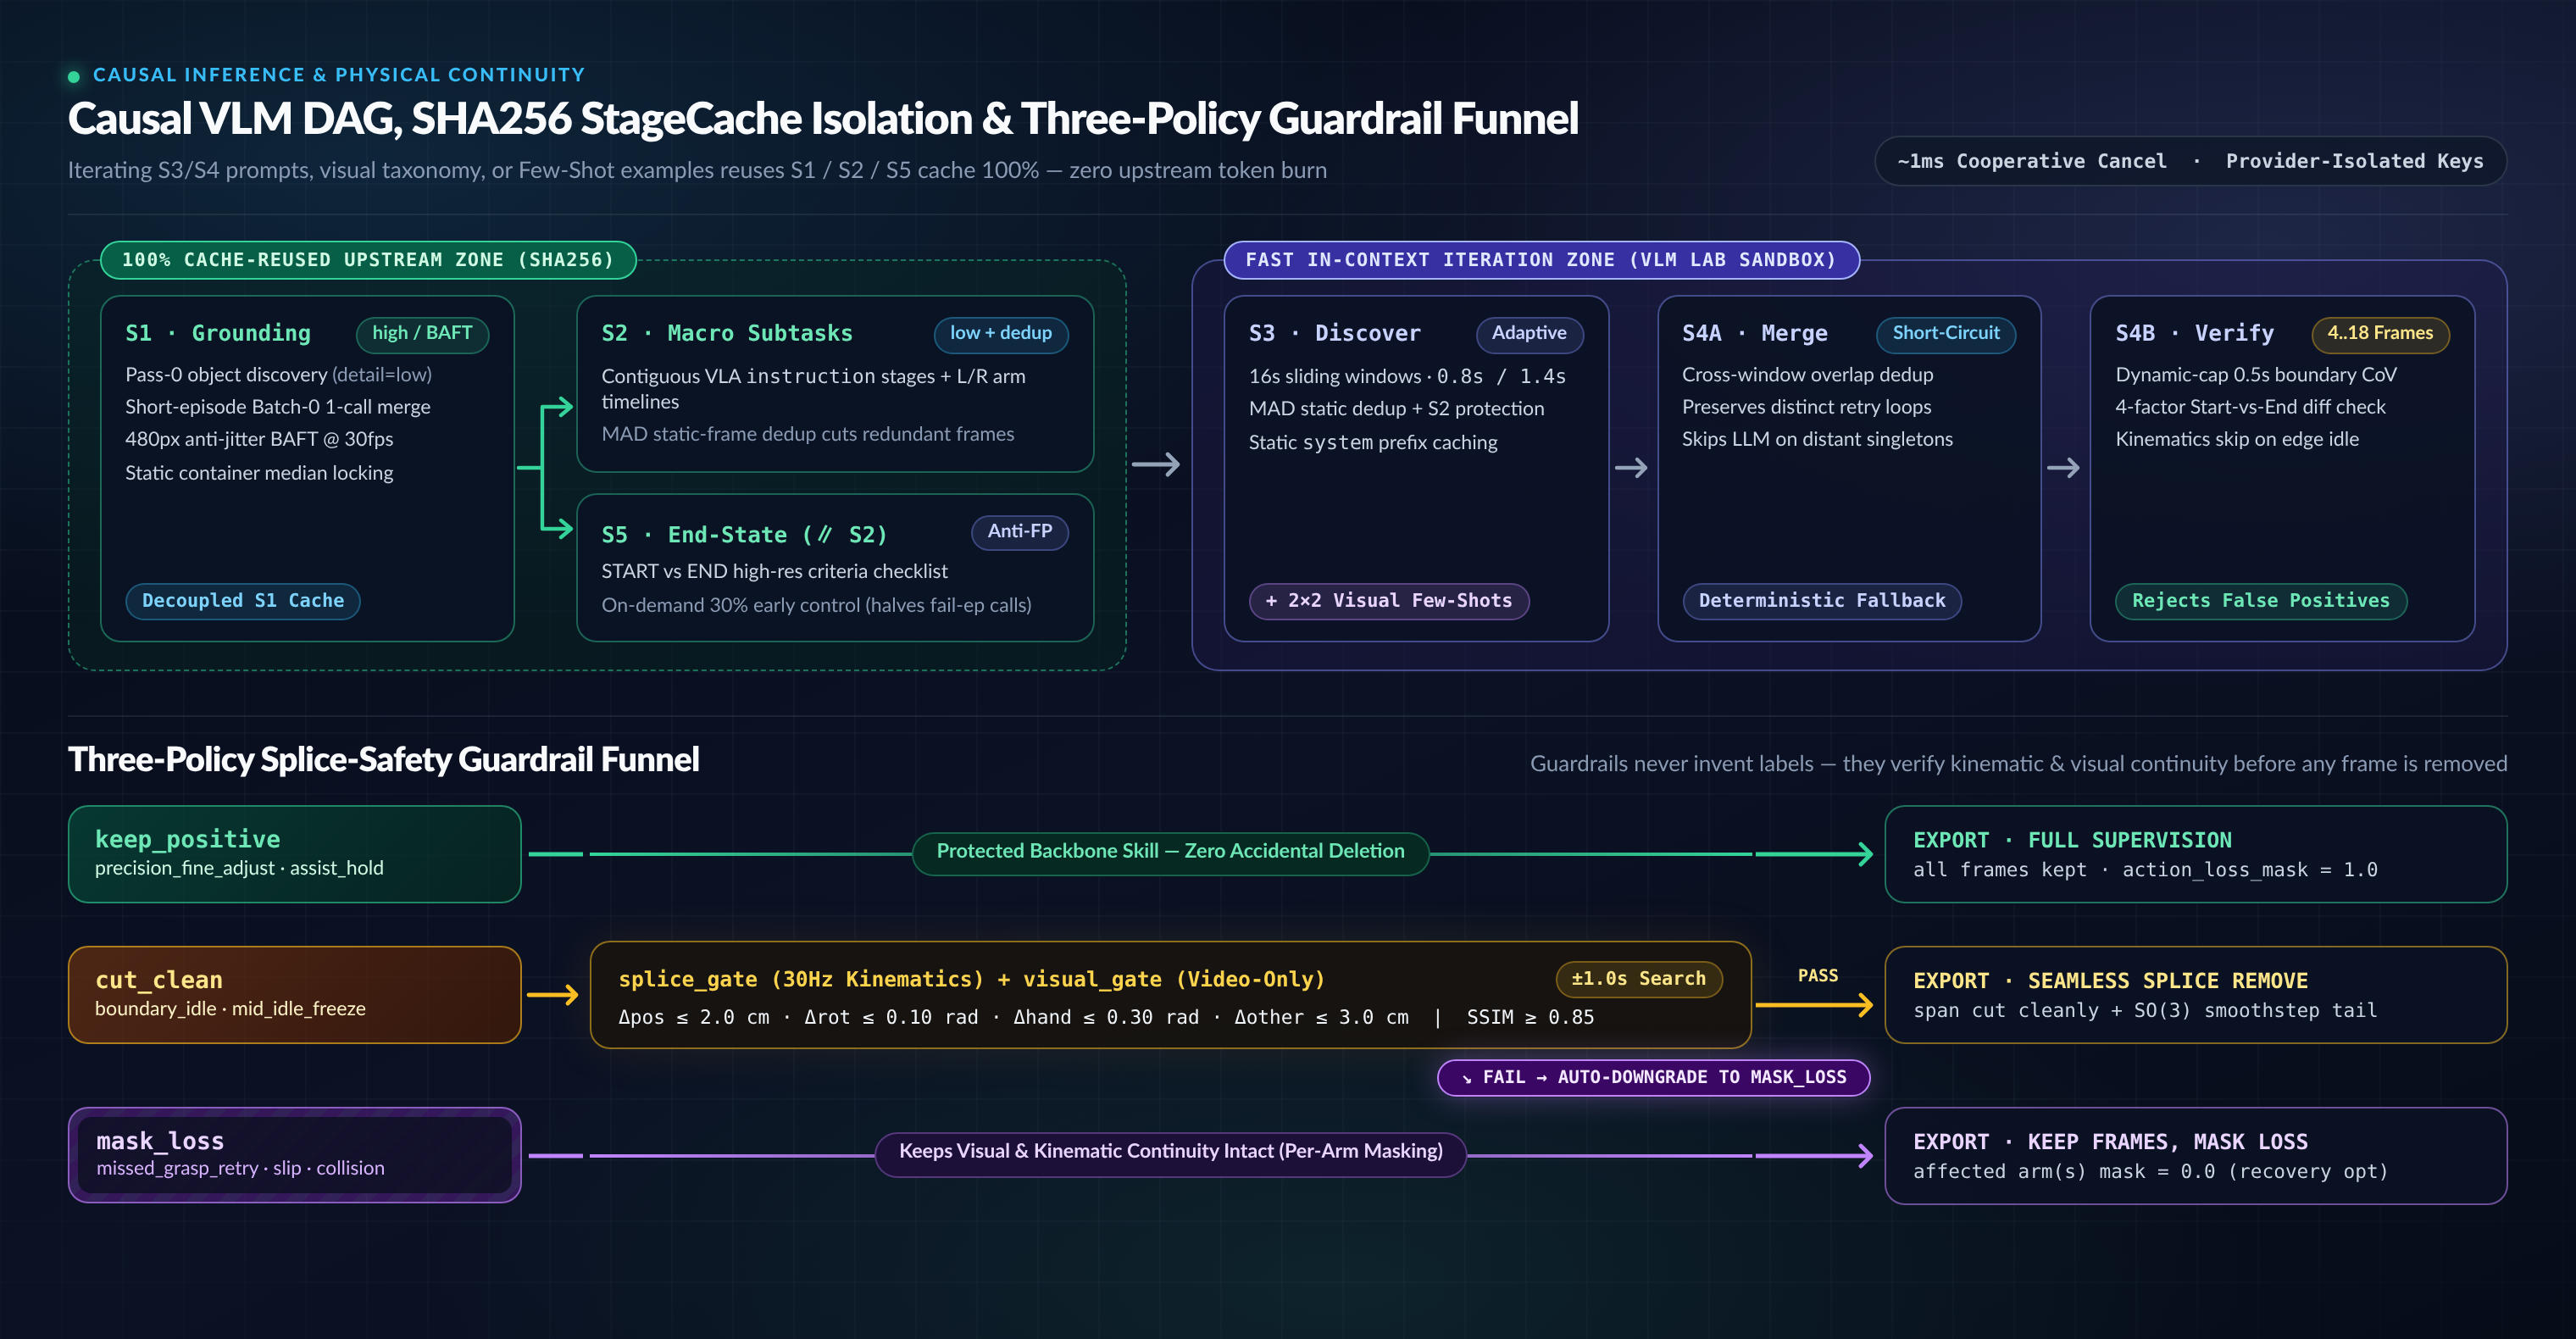 CAUSAL INFERENCE & PHYSICAL CONTINUITY
Causal VLM DAG, SHA256 StageCache Isolation & Three-Policy Guardrail Funnel
Iterating S3/S4 prompts, visual taxonomy, or Few-Shot examples reuses S1 / S2 / S5 cache 100% — zero upstream token burn
~1ms Cooperative Cancel · Provider-Isolated Keys
100% CACHE-REUSED UPSTREAM ZONE (SHA256)
S1 · Grounding
high / BAFT
Pass-0 object discovery (detail=low)
Short-episode Batch-0 1-call merge
480px anti-jitter BAFT @ 30fps
Static container median locking
Decoupled S1 Cache
S2 · Macro Subtasks
low + dedup
Contiguous VLA instruction stages + L/R arm
timelines
MAD static-frame dedup cuts redundant frames
S5 · End-State (∥ S2)
Anti-FP
START vs END high-res criteria checklist
On-demand 30% early control (halves fail-ep calls)
FAST IN-CONTEXT ITERATION ZONE (VLM LAB SANDBOX)
S3 · Discover
Adaptive
16s sliding windows · 0.8s / 1.4s
MAD static dedup + S2 protection
Static system prefix caching
+ 2×2 Visual Few-Shots
S4A · Merge
Short-Circuit
Cross-window overlap dedup
Preserves distinct retry loops
Skips LLM on distant singletons
Deterministic Fallback
S4B · Verify
4..18 Frames
Dynamic-cap 0.5s boundary CoV
4-factor Start-vs-End diff check
Kinematics skip on edge idle
Rejects False Positives
Three-Policy Splice-Safety Guardrail Funnel
Guardrails never invent labels — they verify kinematic & visual continuity before any frame is removed
keep_positive
precision_fine_adjust · assist_hold
Protected Backbone Skill — Zero Accidental Deletion
EXPORT · FULL SUPERVISION
all frames kept · action_loss_mask = 1.0
cut_clean
boundary_idle · mid_idle_freeze
splice_gate (30Hz Kinematics) + visual_gate (Video-Only)
±1.0s Search
Δpos ≤ 2.0 cm · Δrot ≤ 0.10 rad · Δhand ≤ 0.30 rad · Δother ≤ 3.0 cm | SSIM ≥ 0.85
PASS
EXPORT · SEAMLESS SPLICE REMOVE
span cut cleanly + SO(3) smoothstep tail
↘ FAIL → AUTO-DOWNGRADE TO MASK_LOSS
mask_loss
missed_grasp_retry · slip · collision
Keeps Visual & Kinematic Continuity Intact (Per-Arm Masking)
EXPORT · KEEP FRAMES, MASK LOSS
affected arm(s) mask = 0.0 (recovery opt)